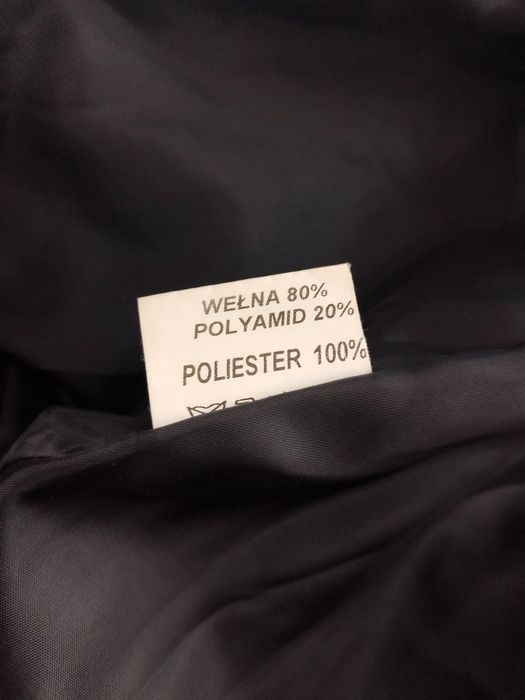 WEŁNA 80%
POLYAMID 20%
POLIESTER 100%